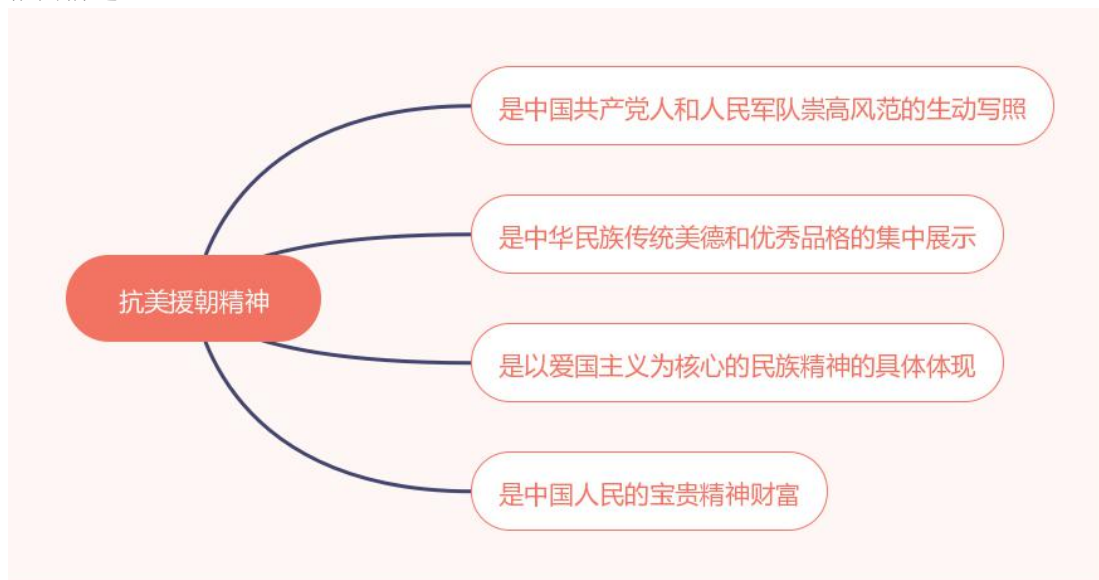 抗美援朝精神
是中国共产党人和人民军队崇高风范的生动写照
是中华民族传统美德和优秀品格的集中展示
是以爱国主义为核心的民族精神的具体体现
是中国人民的宝贵精神财富